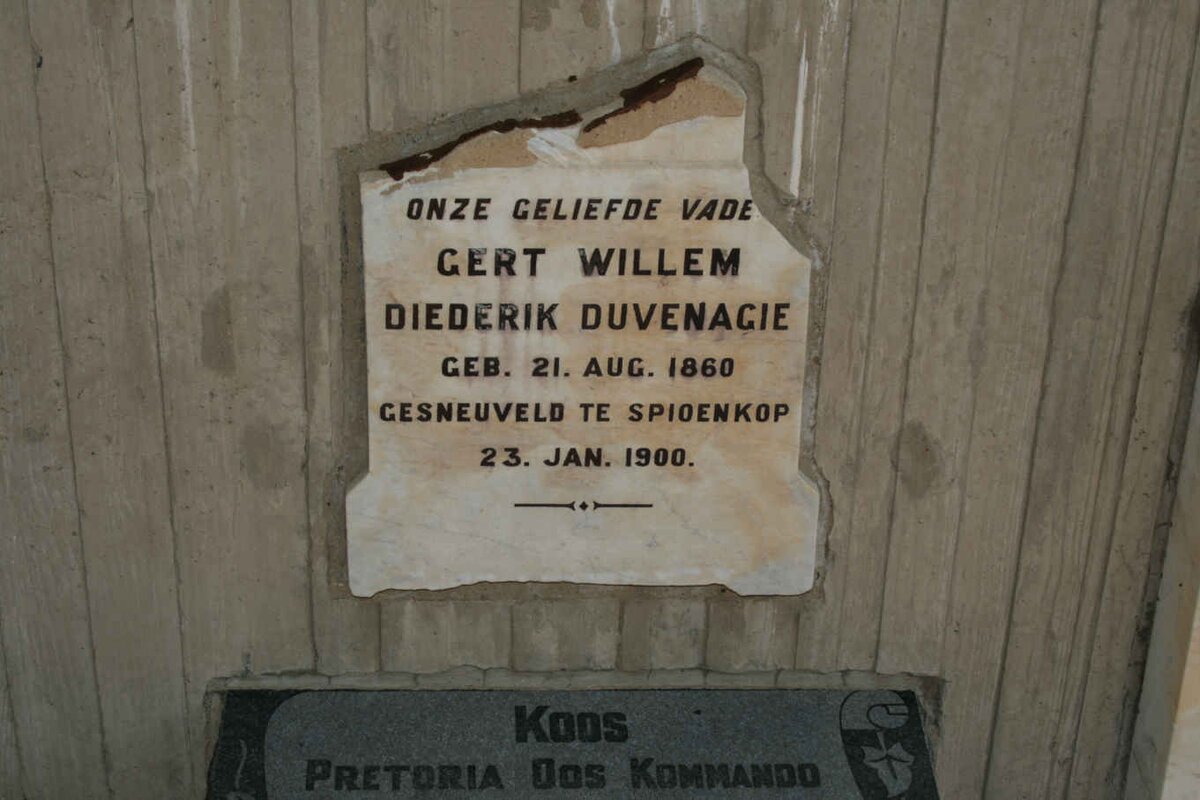 ONZE GELIEFDE VADE
GERT WILLEM
DIEDERIK DUVENAGIE
GEB. 21. AUG. 1860
GESNEUVELD TE SPIOENKOP
23. JAN. 1900.
KOOS
PRETORIA OOS KOMMANDO